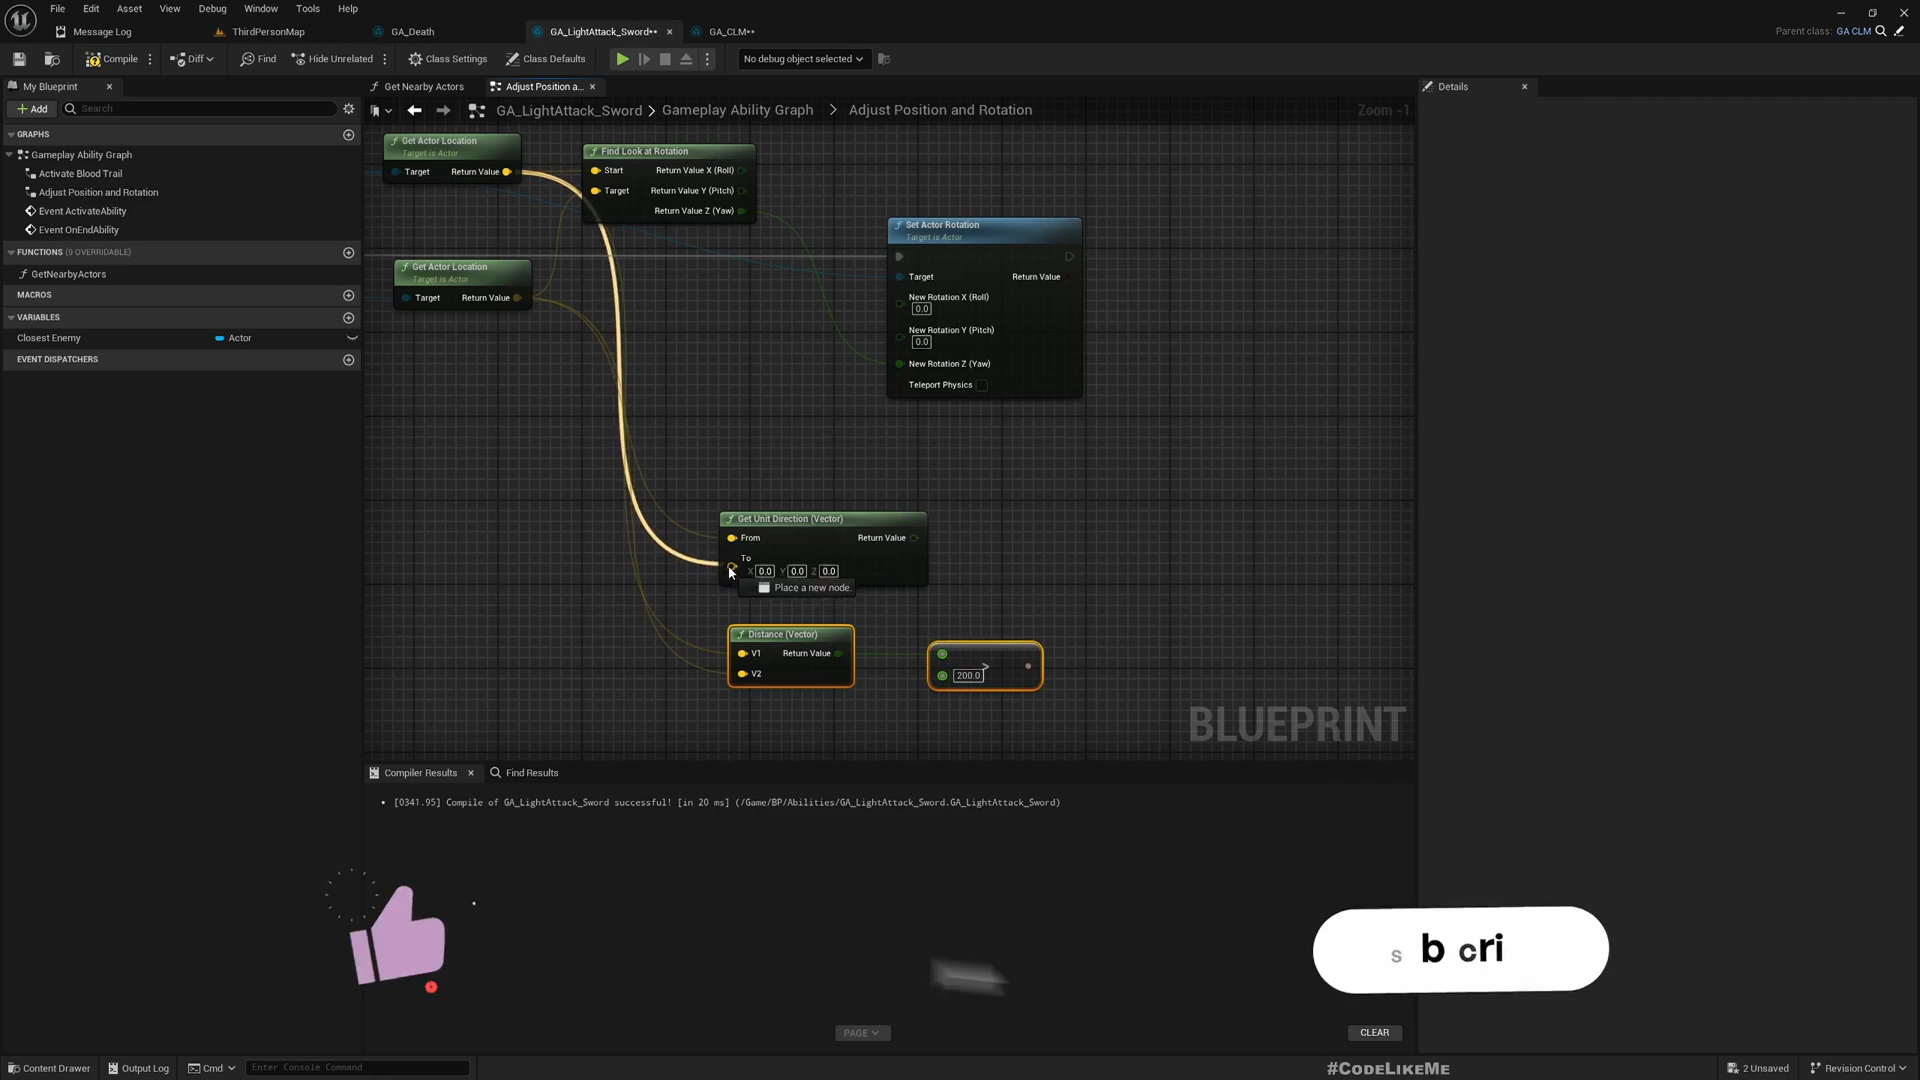 File Edit Asset View Debug Window Tools Help
Message Log ThirdPersonMap GA_Death GA_LightAttack_Sword** GA_CLM** Parent class: GA CLM
Compile Diff Find Hide Unrelated Class Settings Class Defaults No debug object selected
My Blueprint Get Nearby Actors Adjust Position a... Details
Add Search GA_LightAttack_Sword > Gameplay Ability Graph > Adjust Position and Rotation Zoom -1
GRAPHS
Gameplay Ability Graph
Activate Blood Trail
Adjust Position and Rotation
Event ActivateAbility
Event OnEndAbility
FUNCTIONS (9 OVERRIDABLE)
GetNearbyActors
MACROS
VARIABLES
Closest Enemy Actor
EVENT DISPATCHERS
Get Actor Location
Target is Actor
Target Return Value
Find Look at Rotation
Start Return Value X (Roll)
Target Return Value Y (Pitch)
Return Value Z (Yaw)
Get Actor Location
Target is Actor
Target Return Value
Set Actor Rotation
Target is Actor
Target Return Value
New Rotation X (Roll)
0.0
New Rotation Y (Pitch)
0.0
New Rotation Z (Yaw)
Teleport Physics
Get Unit Direction (Vector)
From Return Value
To
X 0.0 Y 0.0 Z 0.0
Place a new node.
Distance (Vector)
V1 Return Value
V2
>
200.0
BLUEPRINT
Compiler Results Find Results
[0341.95] Compile of GA_LightAttack_Sword successful! [in 20 ms] (/Game/BP/Abilities/GA_LightAttack_Sword.GA_LightAttack_Sword)
s b cri
PAGE CLEAR
Content Drawer Output Log Cmd Enter Console Command #CODELIKEME 2 Unsaved Revision Control